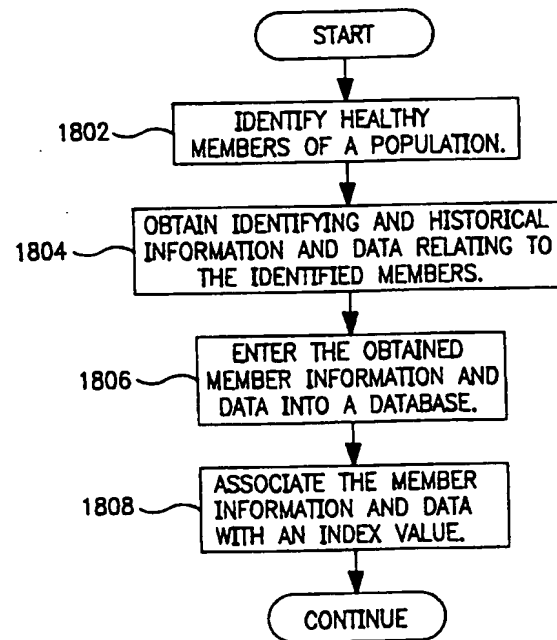 START
1802
IDENTIFY HEALTHY
MEMBERS OF A POPULATION.
1804
OBTAIN IDENTIFYING AND HISTORICAL
INFORMATION AND DATA RELATING TO
THE IDENTIFIED MEMBERS.
1806
ENTER THE OBTAINED
MEMBER INFORMATION AND
DATA INTO A DATABASE.
1808
ASSOCIATE THE MEMBER
INFORMATION AND DATA
WITH AN INDEX VALUE.
CONTINUE